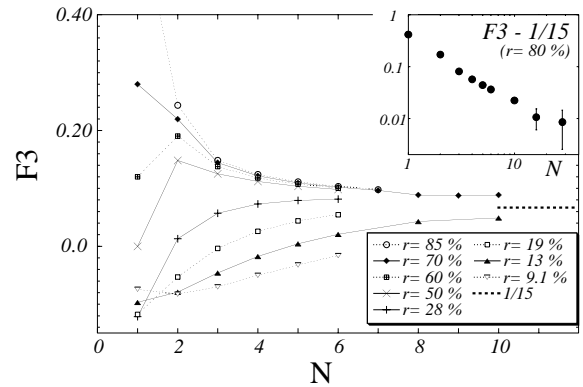 0.40
0.20
0.0
F3
0 2 4 6 8 10
N
1
0.1
0.01
F3 - 1/15
(r= 80 %)
1 10
N
r= 85 % r= 19 %
r= 70 % r= 13 %
r= 60 % r= 9.1 %
r= 50 % 1/15
r= 28 %